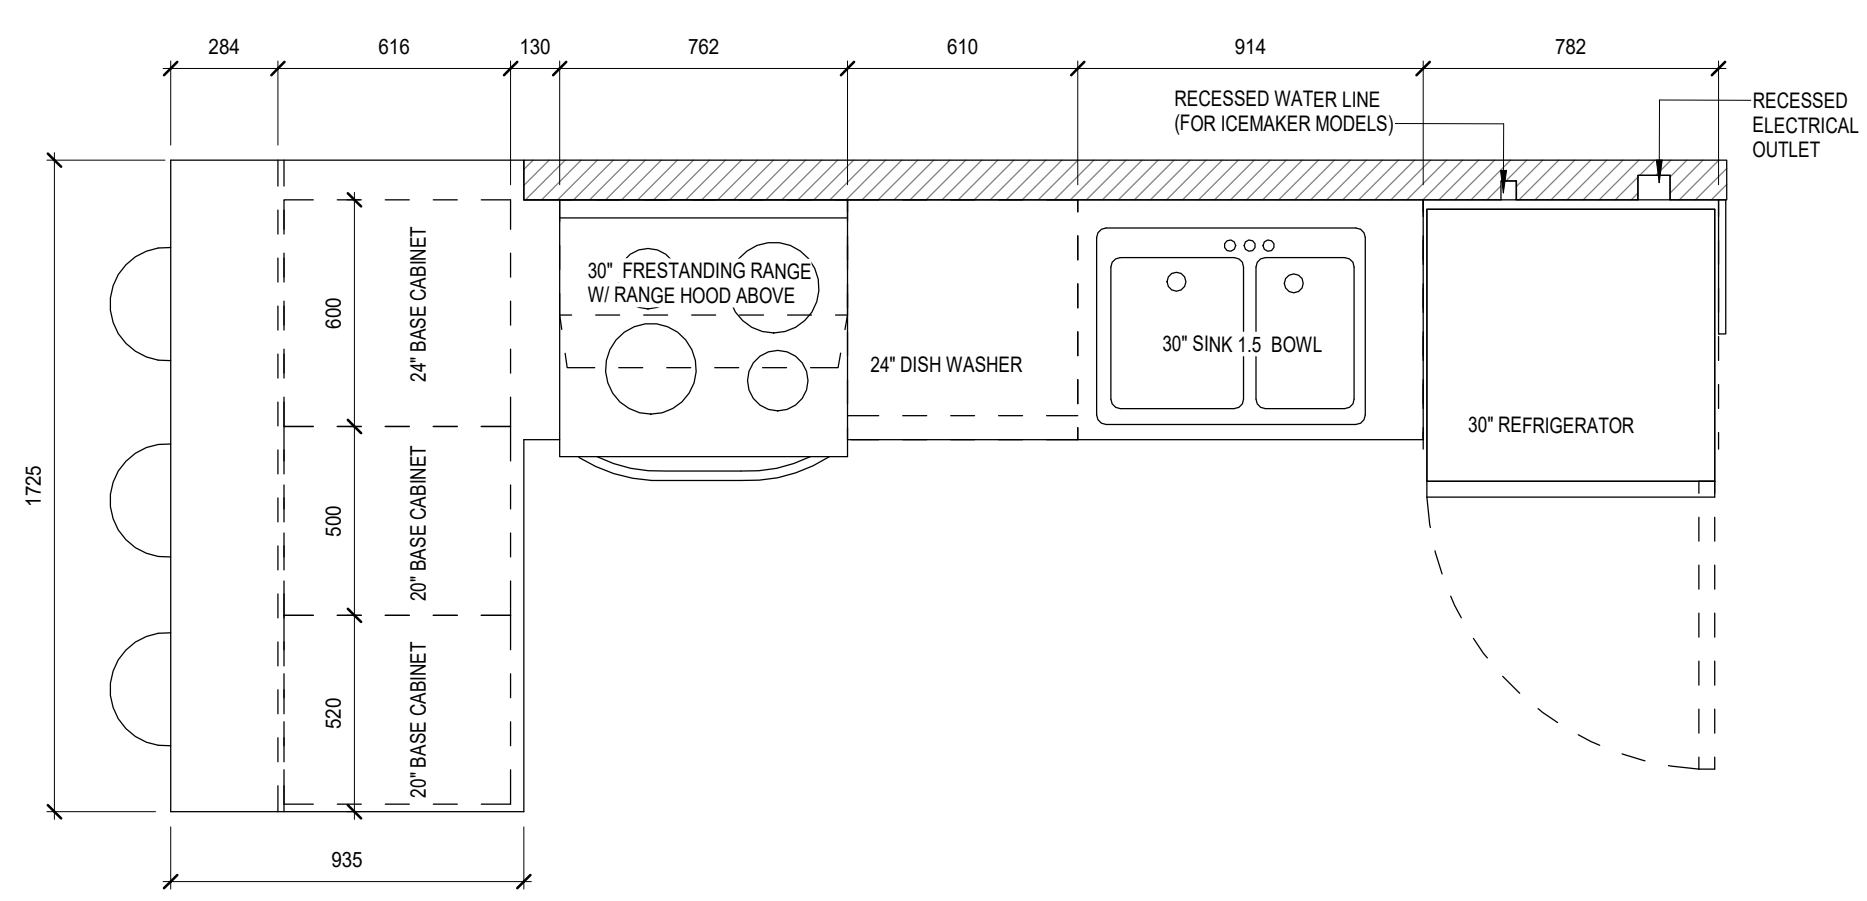 284
616
130
762
610
914
782
RECESSED WATER LINE
(FOR ICEMAKER MODELS)
RECESSED
ELECTRICAL
OUTLET
30" FRESTANDING RANGE
W/ RANGE HOOD ABOVE
24" DISH WASHER
30" SINK 1.5 BOWL
30" REFRIGERATOR
600
24" BASE CABINET
500
20" BASE CABINET
520
20" BASE CABINET
1725
935